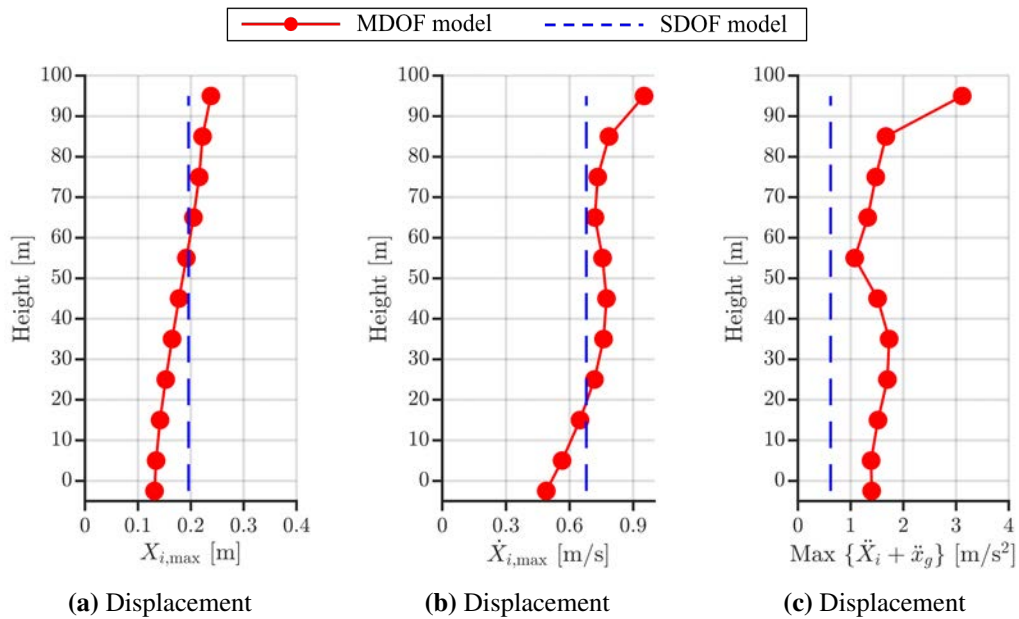 MDOF model SDOF model
100 100 100
90 90 90
80 80 80
70 70 70
60 60 60
50 50 50
40 40 40
30 30 30
20 20 20
10 10 10
0 0 0
Height [m] Height [m] Height [m]
0 0.1 0.2 0.3 0.4 0 0.3 0.6 0.9 0 1 2 3 4
X_{i,max} [m] Ẋ_{i,max} [m/s] Max {Ẍ_i + ẍ_g} [m/s²]
(a) Displacement (b) Displacement (c) Displacement